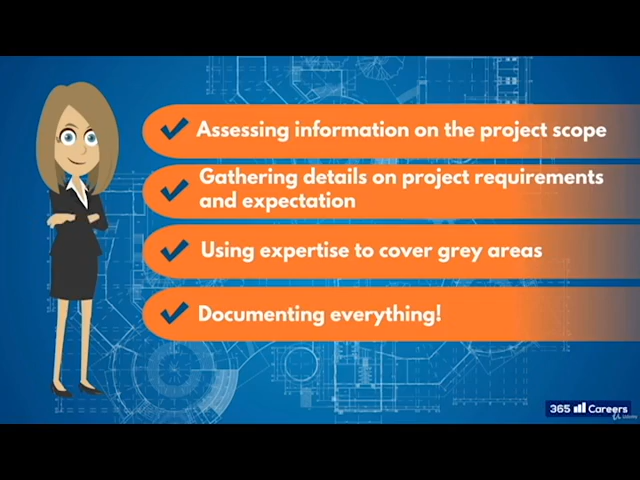 Assessing information on the project scope
Gathering details on project requirements
and expectation
Using expertise to cover grey areas
Documenting everything!
365 Careers
Udemy